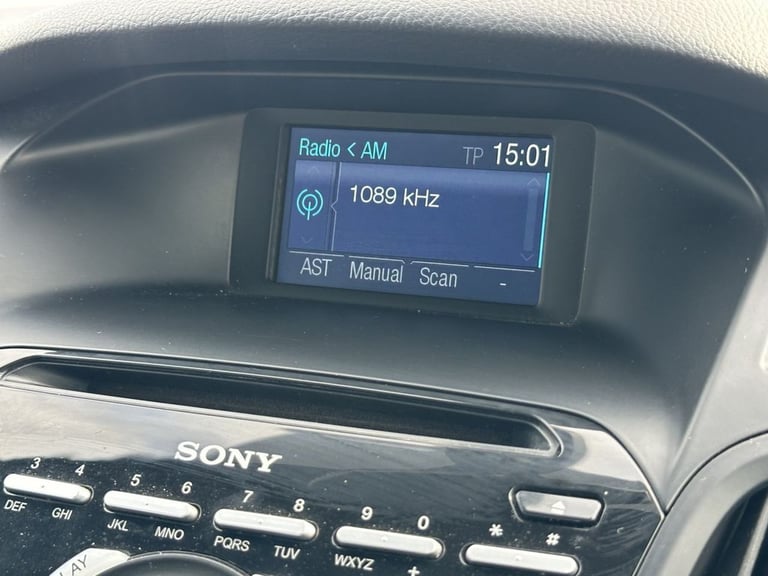 Radio < AM TP 15:01
1089 kHz
AST Manual Scan -
SONY
3 4 5 6 7 8 9 0 * #
DEF GHI JKL MNO PQRS TUV WXYZ +